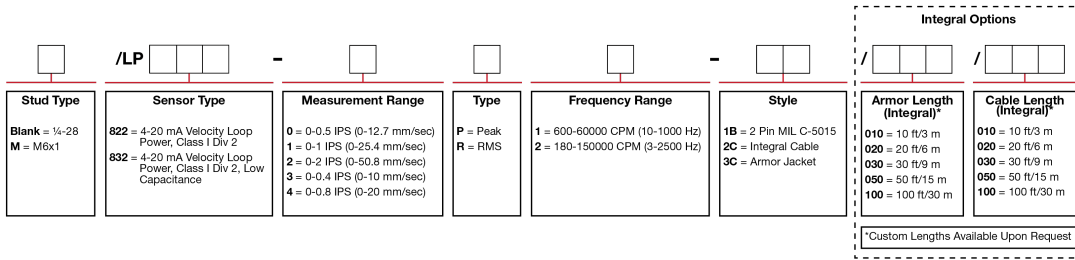 Integral Options
/LP - - / /
Stud Type
Blank = ¼-28
M = M6x1
Sensor Type
822 = 4-20 mA Velocity Loop
Power, Class I Div 2
832 = 4-20 mA Velocity Loop
Power, Class I Div 2, Low
Capacitance
Measurement Range
0 = 0-0.5 IPS (0-12.7 mm/sec)
1 = 0-1 IPS (0-25.4 mm/sec)
2 = 0-2 IPS (0-50.8 mm/sec)
3 = 0-0.4 IPS (0-10 mm/sec)
4 = 0-0.8 IPS (0-20 mm/sec)
Type
P = Peak
R = RMS
Frequency Range
1 = 600-60000 CPM (10-1000 Hz)
2 = 180-150000 CPM (3-2500 Hz)
Style
1B = 2 Pin MIL C-5015
2C = Integral Cable
3C = Armor Jacket
Armor Length
(Integral)*
010 = 10 ft/3 m
020 = 20 ft/6 m
030 = 30 ft/9 m
050 = 50 ft/15 m
100 = 100 ft/30 m
Cable Length
(Integral)*
010 = 10 ft/3 m
020 = 20 ft/6 m
030 = 30 ft/9 m
050 = 50 ft/15 m
100 = 100 ft/30 m
*Custom Lengths Available Upon Request